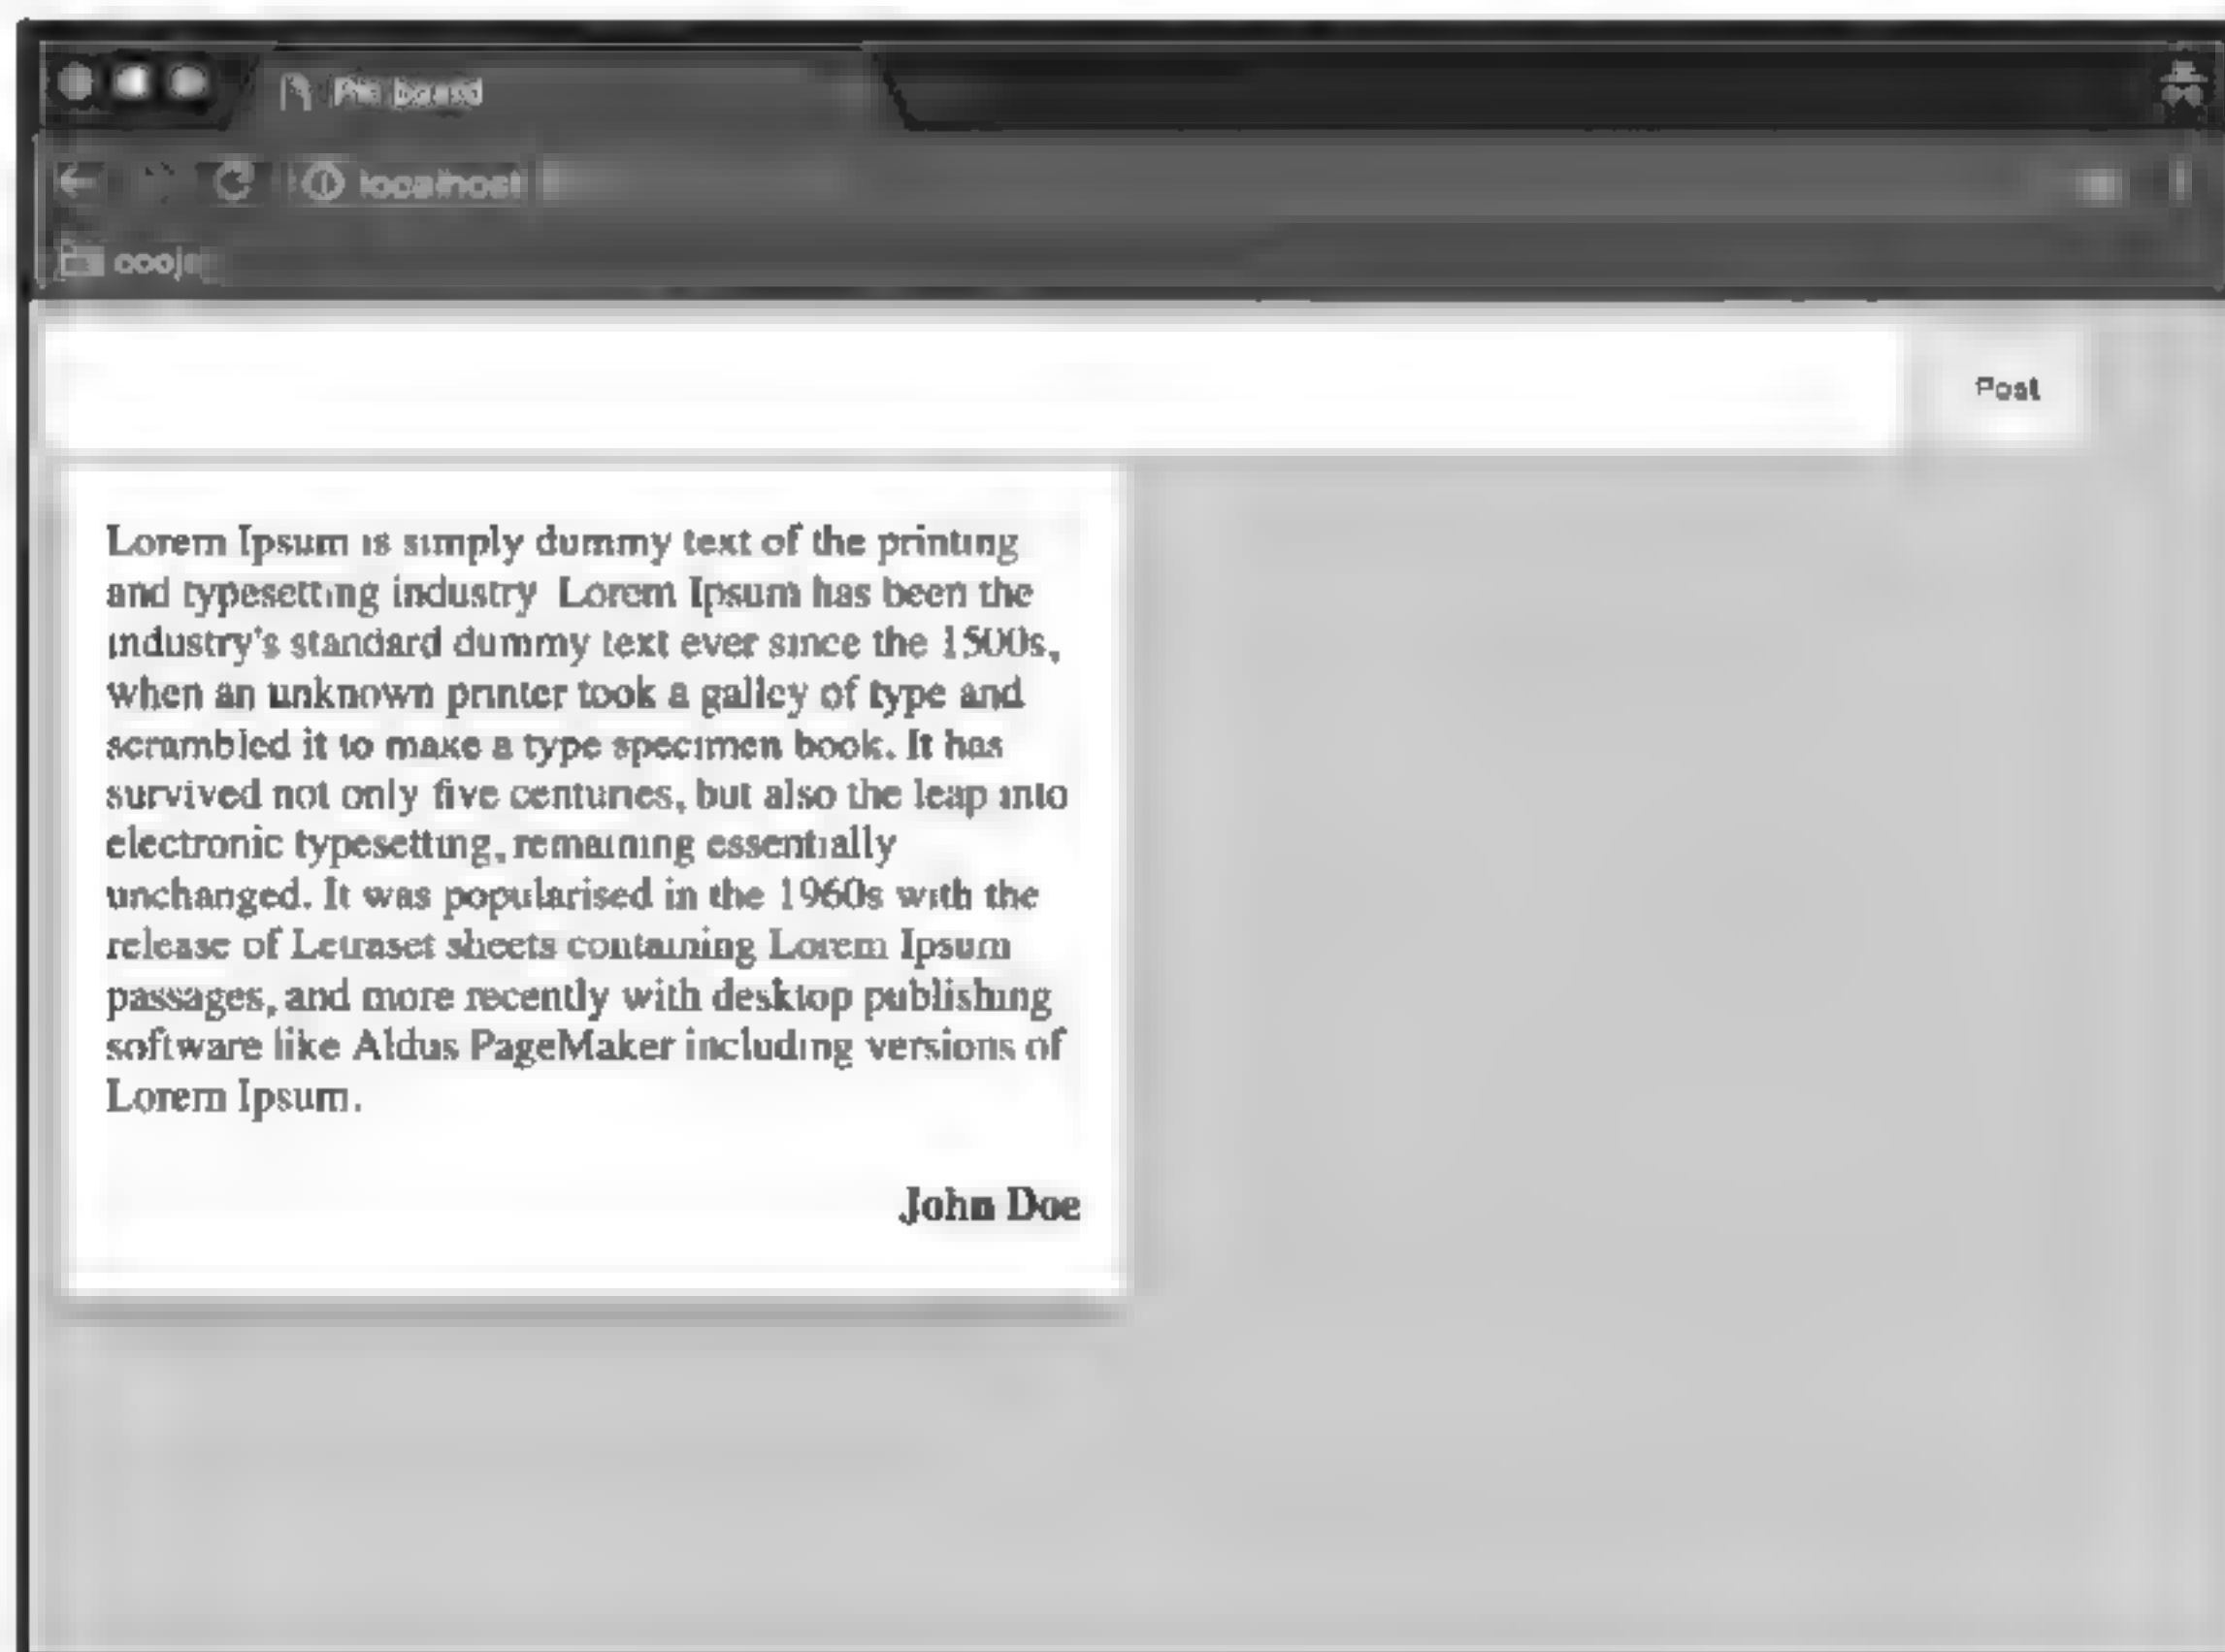 Pin board
localhost
Post
Lorem Ipsum is simply dummy text of the printing
and typesetting industry. Lorem Ipsum has been the
industry's standard dummy text ever since the 1500s,
when an unknown printer took a galley of type and
scrambled it to make a type specimen book. It has
survived not only five centuries, but also the leap into
electronic typesetting, remaining essentially
unchanged. It was popularised in the 1960s with the
release of Letraset sheets containing Lorem Ipsum
passages, and more recently with desktop publishing
software like Aldus PageMaker including versions of
Lorem Ipsum.
John Doe